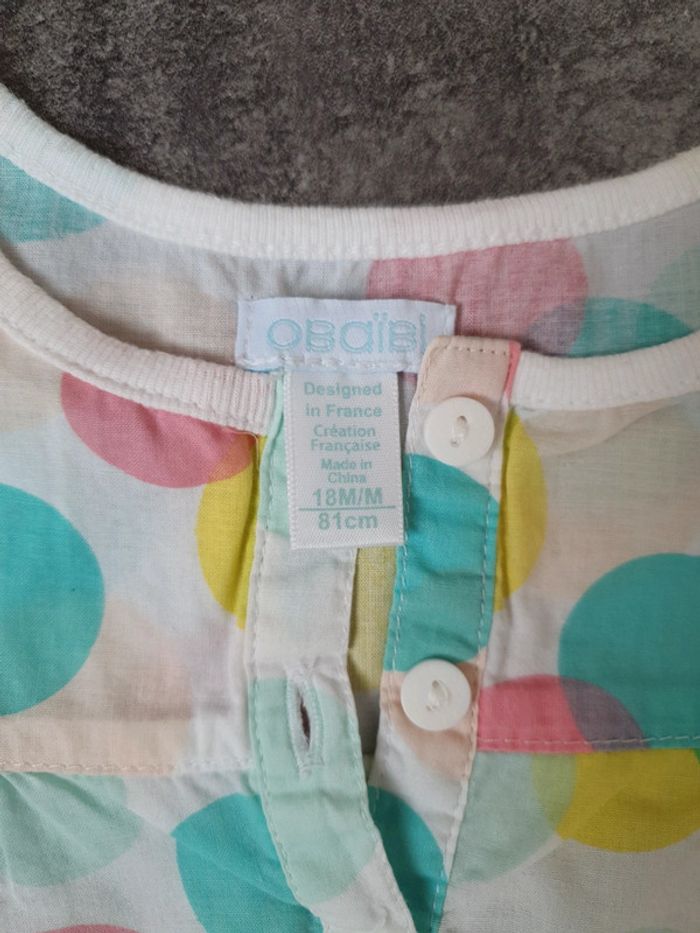 OBAÏBI
Designed
in France
Création
Française
Made in
China
18M/M
81cm